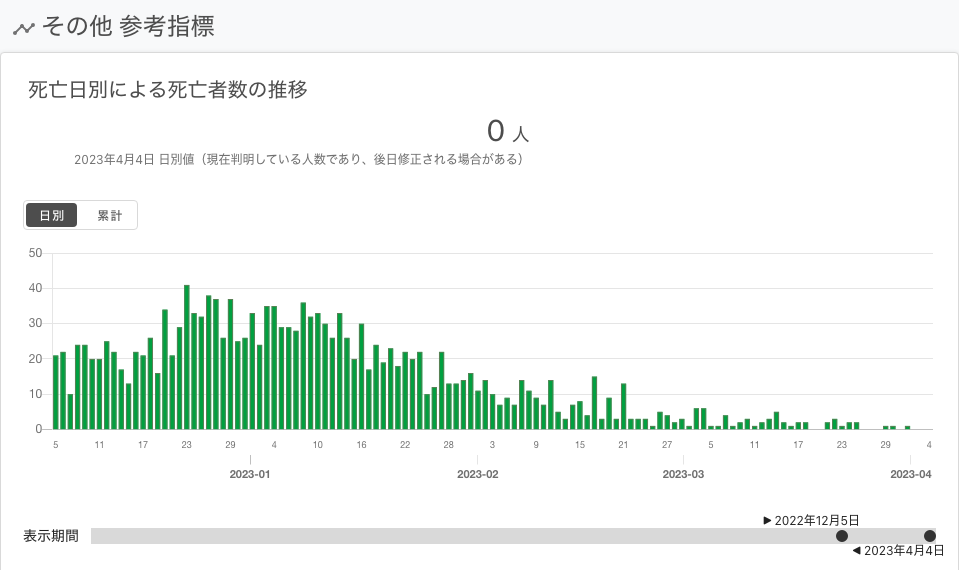 その他 参考指標
死亡日別による死亡者数の推移
0 人
2023年4月4日 日別値（現在判明している人数であり、後日修正される場合がある）
日別 累計
50
40
30
20
10
0
5 11 17 23 29 4 10 16 22 28 3 9 15 21 27 5 11 17 23 29 4
2023-01 2023-02 2023-03 2023-04
▶ 2022年12月5日
表示期間
◀ 2023年4月4日